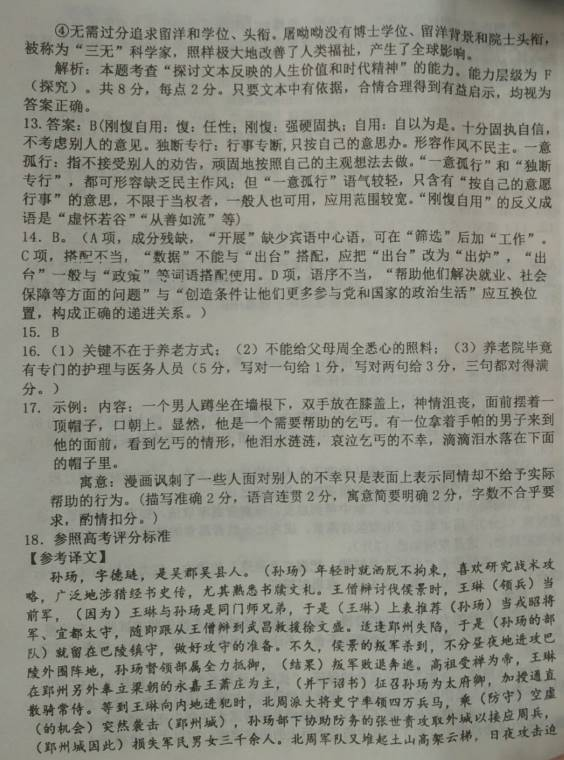 ④无需过分追求留洋和学位、头衔。屠呦呦没有博士学位、留洋背景和院士头衔，
被称为“三无”科学家，照样极大地改善了人类福祉，产生了全球影响。
解析：本题考查“探讨文本反映的人生价值和时代精神”的能力。能力层级为 F
（探究）。共 8 分，每点 2 分。只要文本中有依据，合情合理得到有益启示，均视为
答案正确。
13. 答案：B(刚愎自用：愎：任性；刚愎：强硬固执；自用：自以为是。十分固执自信，
不考虑别人的意见。独断专行：行事专断,只按自己的意思办。形容作风不民主。一意
孤行：指不接受别人的劝告，顽固地按照自己的主观想法去做。“一意孤行”和“独断
专行”，都可形容缺乏民主作风；但“一意孤行”语气较轻，只含有“按自己的意愿
行事”的意思，不限于当权者，一般人也可用，应用范围较宽。“刚愎自用”的反义成
语是“虚怀若谷”“从善如流”等)
14. B。（A 项，成分残缺，“开展”缺少宾语中心语，可在“筛选”后加“工作”。
C 项，搭配不当，“数据”不能与“出台”搭配，应把“出台”改为“出炉”，“出
台”一般与“政策”等词语搭配使用。D 项，语序不当，“帮助他们解决就业、社会
保障等方面的问题”与“创造条件让他们更多参与党和国家的政治生活”应互换位
置，构成正确的递进关系。）
15. B
16.（1）关键不在于养老方式；（2）不能给父母周全悉心的照料；（3）养老院毕竟
有专门的护理与医务人员（5 分，写对一句给 1 分，写对两句给 3 分，三句都对得满
分。）
17. 示例：内容：一个男人蹲坐在墙根下，双手放在膝盖上，神情沮丧，面前摆着一
顶帽子，口朝上。显然，他是一个需要帮助的乞丐。有一位拿着手帕的男子来到
他的面前，看到乞丐的情形，他泪水涟涟，哀泣乞丐的不幸，滴滴泪水落在下面
的帽子里。
寓意：漫画讽刺了一些人面对别人的不幸只是表面上表示同情却不给予实际
帮助的行为。（描写准确 2 分，语言连贯 2 分，寓意简要明确 2 分，字数不合乎要
求，酌情扣分。）
18. 参照高考评分标准
【参考译文】
孙玚，字德琏，是吴郡吴县人。（孙玚）年轻时就洒脱不拘束，喜欢研究战术攻
略，广泛地涉猎经书史传，尤其熟悉书牍文札。王僧辩讨伐侯景时，王琳（领兵）当
前军，（因为）王琳与孙玚是同门师兄弟，于是（王琳）上表推荐（孙玚）当戎昭将
军、宜都太守，随即跟从王僧辩到武昌救援徐文盛。适逢郢州失陷，于是（孙玚的部
队）就留在巴陵镇守，做好攻守的准备。不久，侯景的叛军杀到，不分昼夜地进攻巴
陵外围阵地，孙玚督领部属全力抵御，（结果）叛军败退奔逃。高祖受禅为帝，王琳
在郢州另外奉立梁朝的永嘉王萧庄为主，（并下诏书）征召孙玚为太府卿，加授通直
散骑常侍。等到王琳向内地进犯时，北周派大将史宁率领四万兵马，乘（防守）空虚
（的机会）突然袭击（郢州城），孙玚部下协助防务的张世贵攻取外城以接应周兵，
（郢州城因此）损失军民男女三千余人。北周军队又堆起土山高架云梯，日夜攻击迫